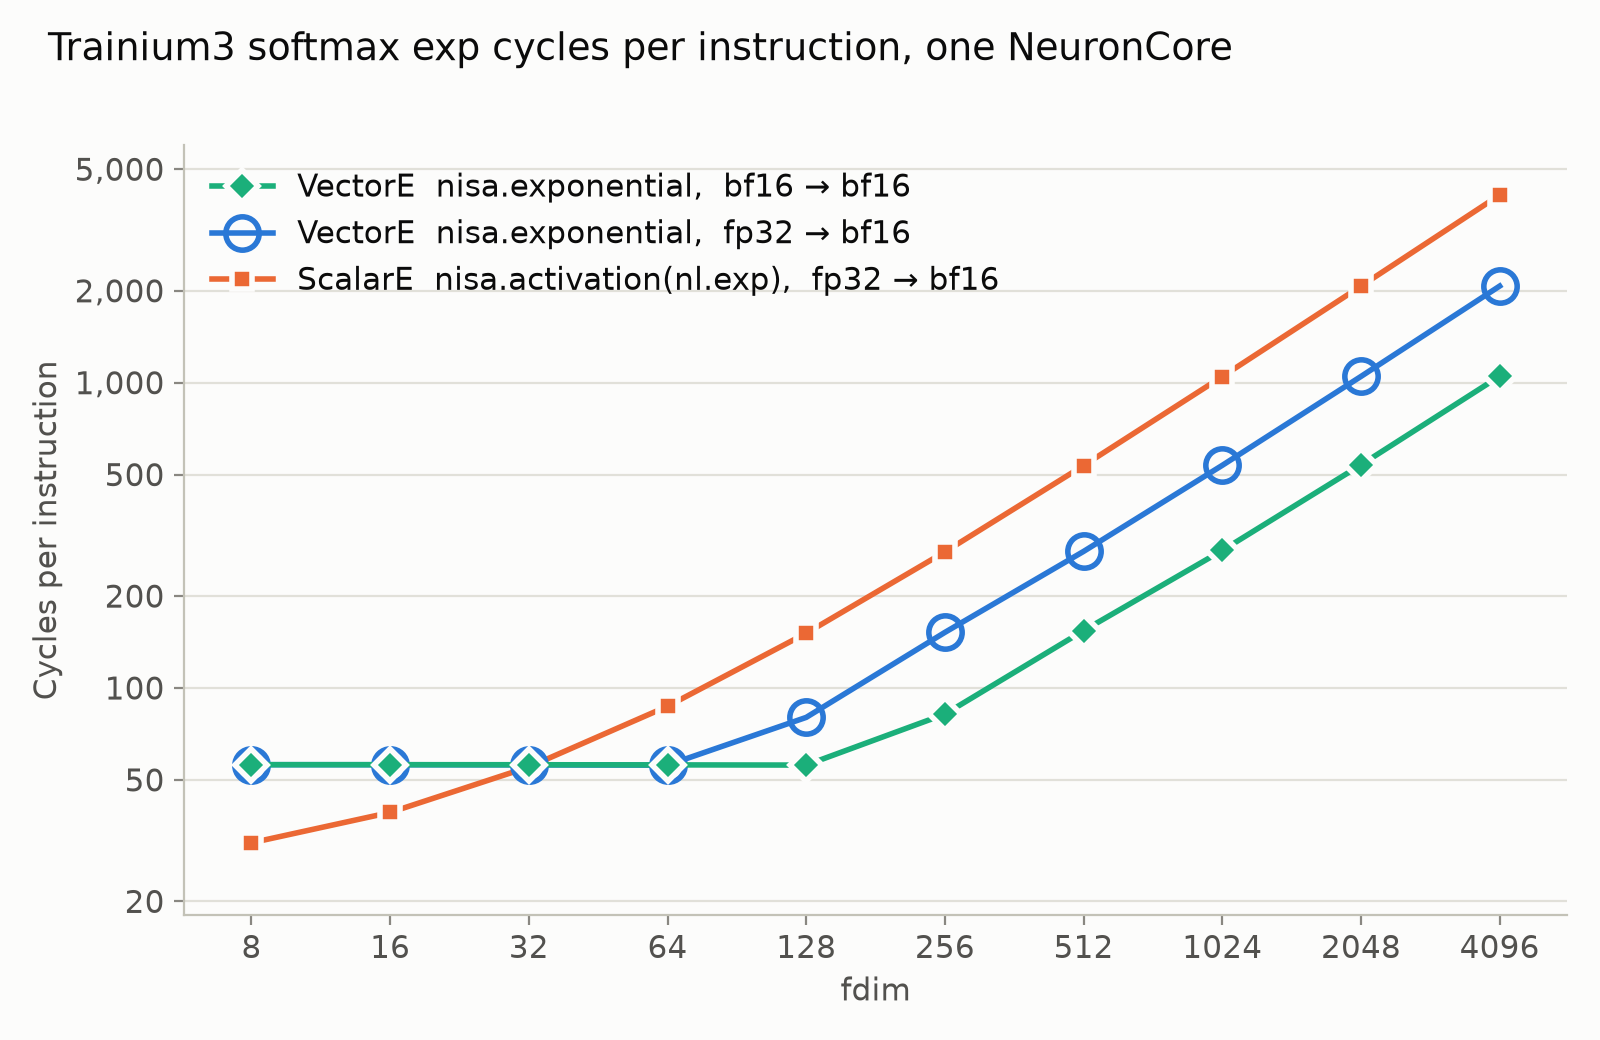 Trainium3 softmax exp cycles per instruction, one NeuronCore
VectorE  nisa.exponential,  bf16 → bf16
VectorE  nisa.exponential,  fp32 → bf16
ScalarE  nisa.activation(nl.exp),  fp32 → bf16
Cycles per instruction
5,000
2,000
1,000
500
200
100
50
20
8 16 32 64 128 256 512 1024 2048 4096
fdim